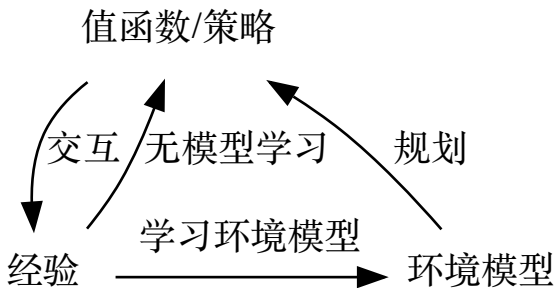 值函数/策略
交互
无模型学习
规划
学习环境模型
经验
环境模型